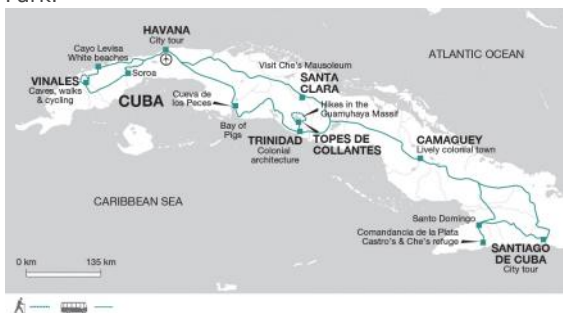 HAVANA
City tour
Cayo Levisa
White beaches
ATLANTIC OCEAN
Visit Che's Mausoleum
VINALES
Caves, walks
& cycling
Soroa
SANTA
CLARA
CUBA
Cueva de
los Peces
Hikes in the
Guamuhaya Massif
Bay of
Pigs
TRINIDAD
Colonial
architecture
TOPES DE
COLLANTES
CAMAGUEY
Lively colonial town
CARIBBEAN SEA
Santo Domingo
Comandancia de la Plata
Castro's & Che's refuge
SANTIAGO
DE CUBA
City tour
0 km
135 km